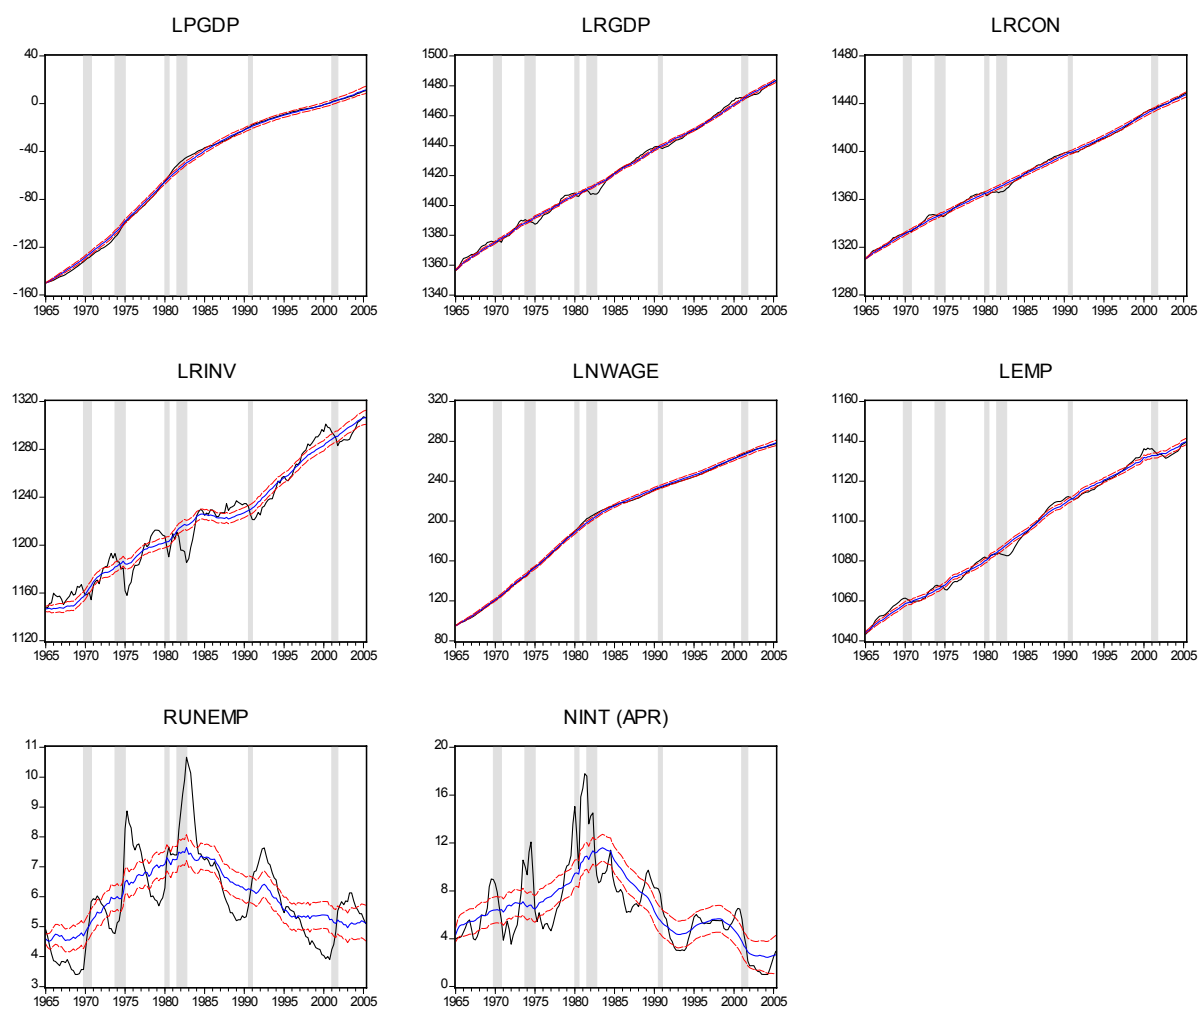 LPGDP LRGDP LRCON
40 1500 1480
0 1480 1440
-40 1460 1400
-80 1440 1360
-120 1420 1320
-160 1400 1280
1380
1360
1340
1965 1970 1975 1980 1985 1990 1995 2000 2005 1965 1970 1975 1980 1985 1990 1995 2000 2005 1965 1970 1975 1980 1985 1990 1995 2000 2005
LRINV LNWAGE LEMP
1320 320 1160
1280 280 1140
1240 240 1120
1200 200 1100
1160 160 1080
1120 120 1060
80 1040
1965 1970 1975 1980 1985 1990 1995 2000 2005 1965 1970 1975 1980 1985 1990 1995 2000 2005 1965 1970 1975 1980 1985 1990 1995 2000 2005
RUNEMP NINT (APR)
11 20
10 16
9 12
8 8
7 4
6 0
5
4
3
1965 1970 1975 1980 1985 1990 1995 2000 2005 1965 1970 1975 1980 1985 1990 1995 2000 2005